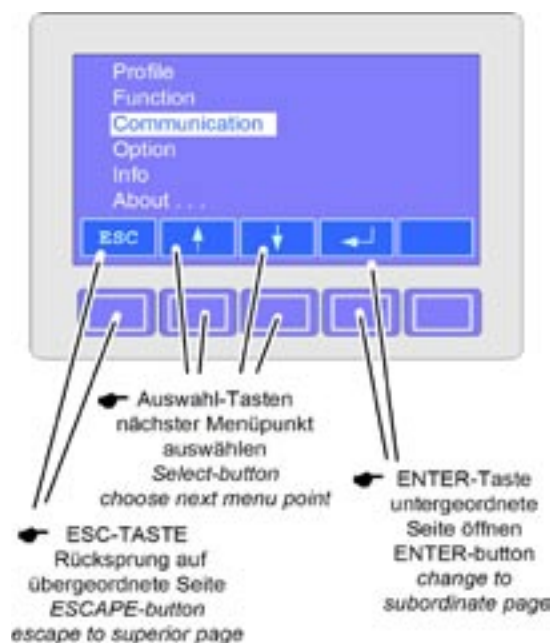 Profile
Function
Communication
Option
Info
About . . .
ESC
Auswahl-Tasten
nächster Menüpunkt
auswählen
Select-button
choose next menu point
ENTER-Taste
untergeordnete
Seite öffnen
ENTER-button
change to
subordinate page
ESC-TASTE
Rücksprung auf
übergeordnete Seite
ESCAPE-button
escape to superior page